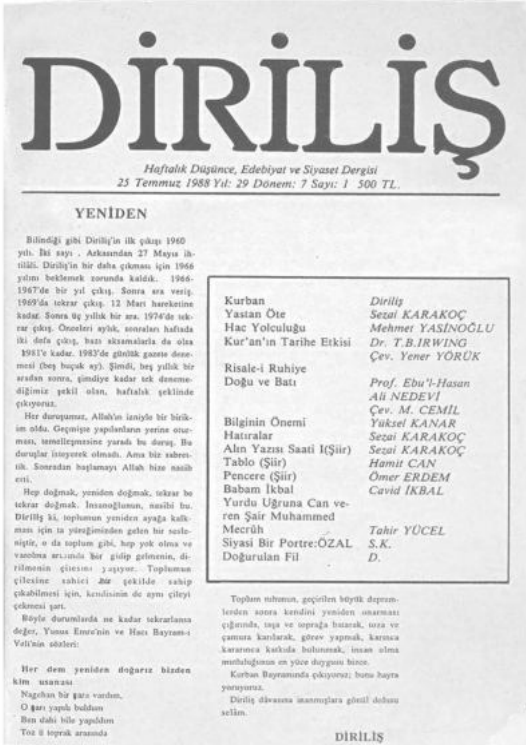 DİRİLİŞ
Haftalık Düşünce, Edebiyat ve Siyaset Dergisi
25 Temmuz 1988 Yıl: 29 Dönem: 7 Sayı: 1 500 TL.
YENİDEN
Bilindiği gibi Diriliş'in ilk çıkışı 1960
yılı. İki sayı . Arkasından 27 Mayıs ih-
tilâli. Diriliş'in bir daha çıkması için 1966
yılını beklemek zorunda kaldık. 1966-
1967'de bir yıl çıkış. Sonra ara veriş.
1969'da tekrar çıkış. 12 Mart hareketine
kadar. Sonra üç yıllık bir ara. 1974'de tek-
rar çıkış. Önceleri aylık, sonraları haftada
iki defa çıkış, bazı aksamalarla da olsa
1981'e kadar. 1983'de günlük gazete dene-
mesi (beş buçuk ay). Şimdi, beş yıllık bir
aradan sonra, şimdiye kadar tek deneme-
diğimiz şekil olan, haftalık şeklinde
çıkıyoruz.
Her duruşumuz, Allah'ın izniyle bir birik-
im oldu. Geçmişte yapılanların yerine otur-
ması, temelleşmesine yaradı bu duruş. Bu
duruşlar isteyerek olmadı. Ama biz sabret-
tik. Sonradan başlamayı Allah bize nasib
etti.
Hep doğmak, yeniden doğmak, tekrar be
tekrar doğmak. İnsanoğlunun, nasibi bu.
Diriliş ki, toplumun yeniden ayağa kalk-
ması için ta yüreğimizden gelen bir sesle-
niştir, o da toplum gibi, hep yok olma ve
varolma arasında bir gidip gelmenin, di-
rilmenin çilesini yaşıyor. Toplumun
çilesine sahici bir şekilde sahip
çıkabilmesi için, kendisinin de aynı çileyi
çekmesi şart.
Böyle durumlarda ne kadar tekrarlansa
değer, Yunus Emre'nin ve Hacı Bayram-ı
Veli'nin sözleri:
Her dem yeniden doğarız bizden
kim usanası
Nagehan bir şara vardım,
O şarı yapılı buldum
Ben dahi bile yapıldım
Taş ü toprak arasında
Kurban Diriliş
Yastan Öte Sezai KARAKOÇ
Hac Yolculuğu Mehmet YASİNOĞLU
Kur'an'ın Tarihe Etkisi Dr. T.B.IRWING
Çev. Yener YÖRÜK
Risale-i Ruhiye
Doğu ve Batı Prof. Ebu'l-Hasan
Ali NEDEVİ
Çev. M. CEMİL
Bilginin Önemi Yüksel KANAR
Hatıralar Sezai KARAKOÇ
Alın Yazısı Saati I(Şiir) Sezai KARAKOÇ
Tablo (Şiir) Hamit CAN
Pencere (Şiir) Ömer ERDEM
Babam İkbal Cavid İKBAL
Yurdu Uğruna Can ve-
ren Şair Muhammed
Mecrûh Tahir YÜCEL
Siyasi Bir Portre:ÖZAL S.K.
Doğurulan Fil D.
Toplum ruhunun, geçirilen büyük deprem-
lerden sonra kendini yeniden onarması
çığırında, taşa ve toprağa batarak, toza ve
çamura karılarak, görev yapmak, karınca
kararınca katkıda bulunmak, insan olma
mutluluğunun en yüce duygusu bizce.
Kurban Bayramında çıkıyoruz; bunu hayra
yoruyoruz.
Diriliş dâvasına inanmışlara gönül dolusu
selâm.
DİRİLİŞ